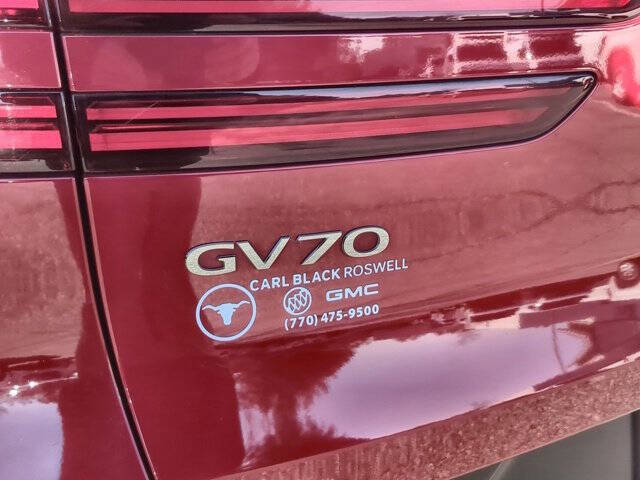 GV70
CARL BLACK ROSWELL
GMC
(770) 475-9500